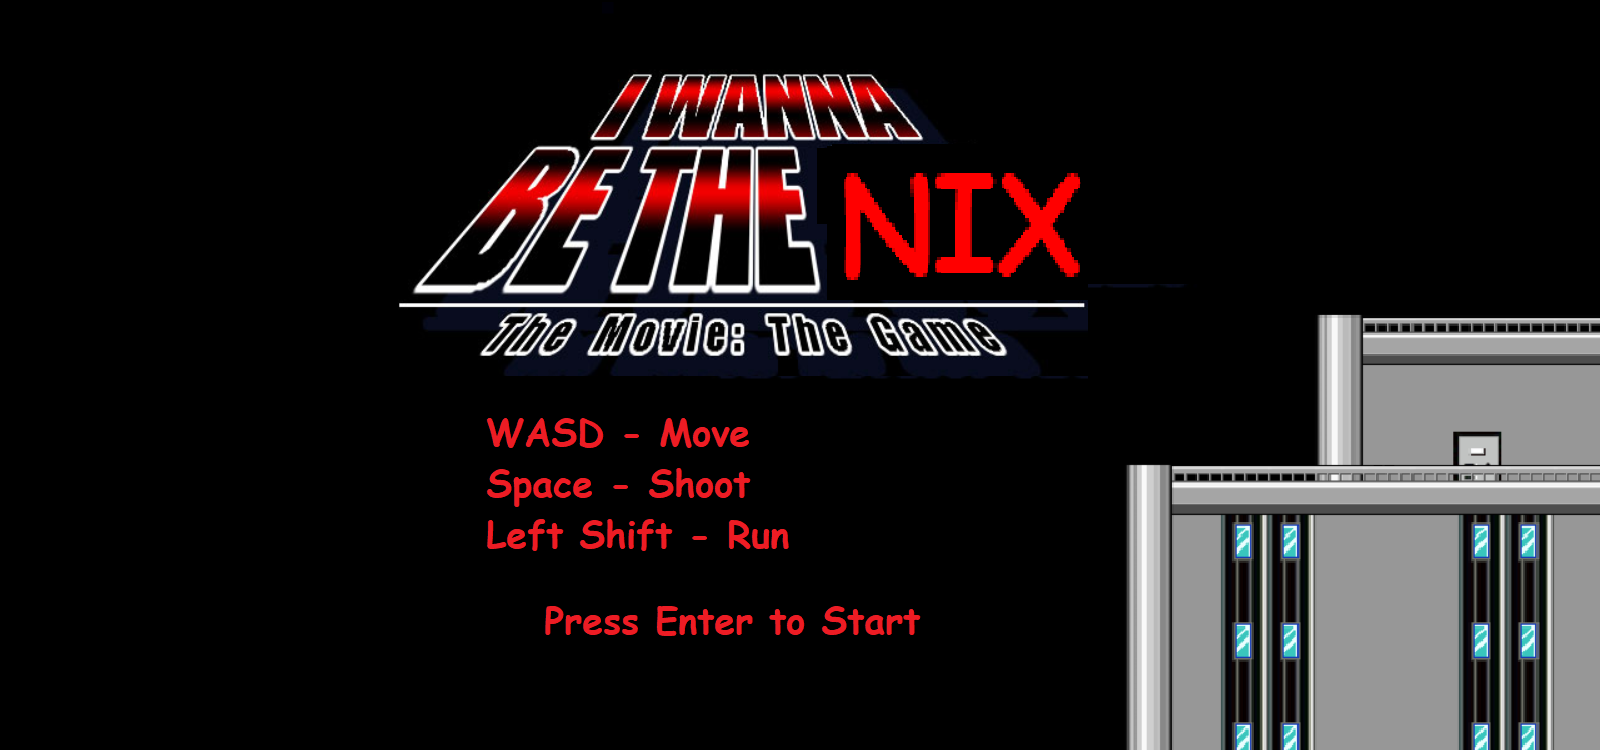 I WANNA
BE THE NIX
The Movie: The Game
WASD - Move
Space - Shoot
Left Shift - Run
Press Enter to Start